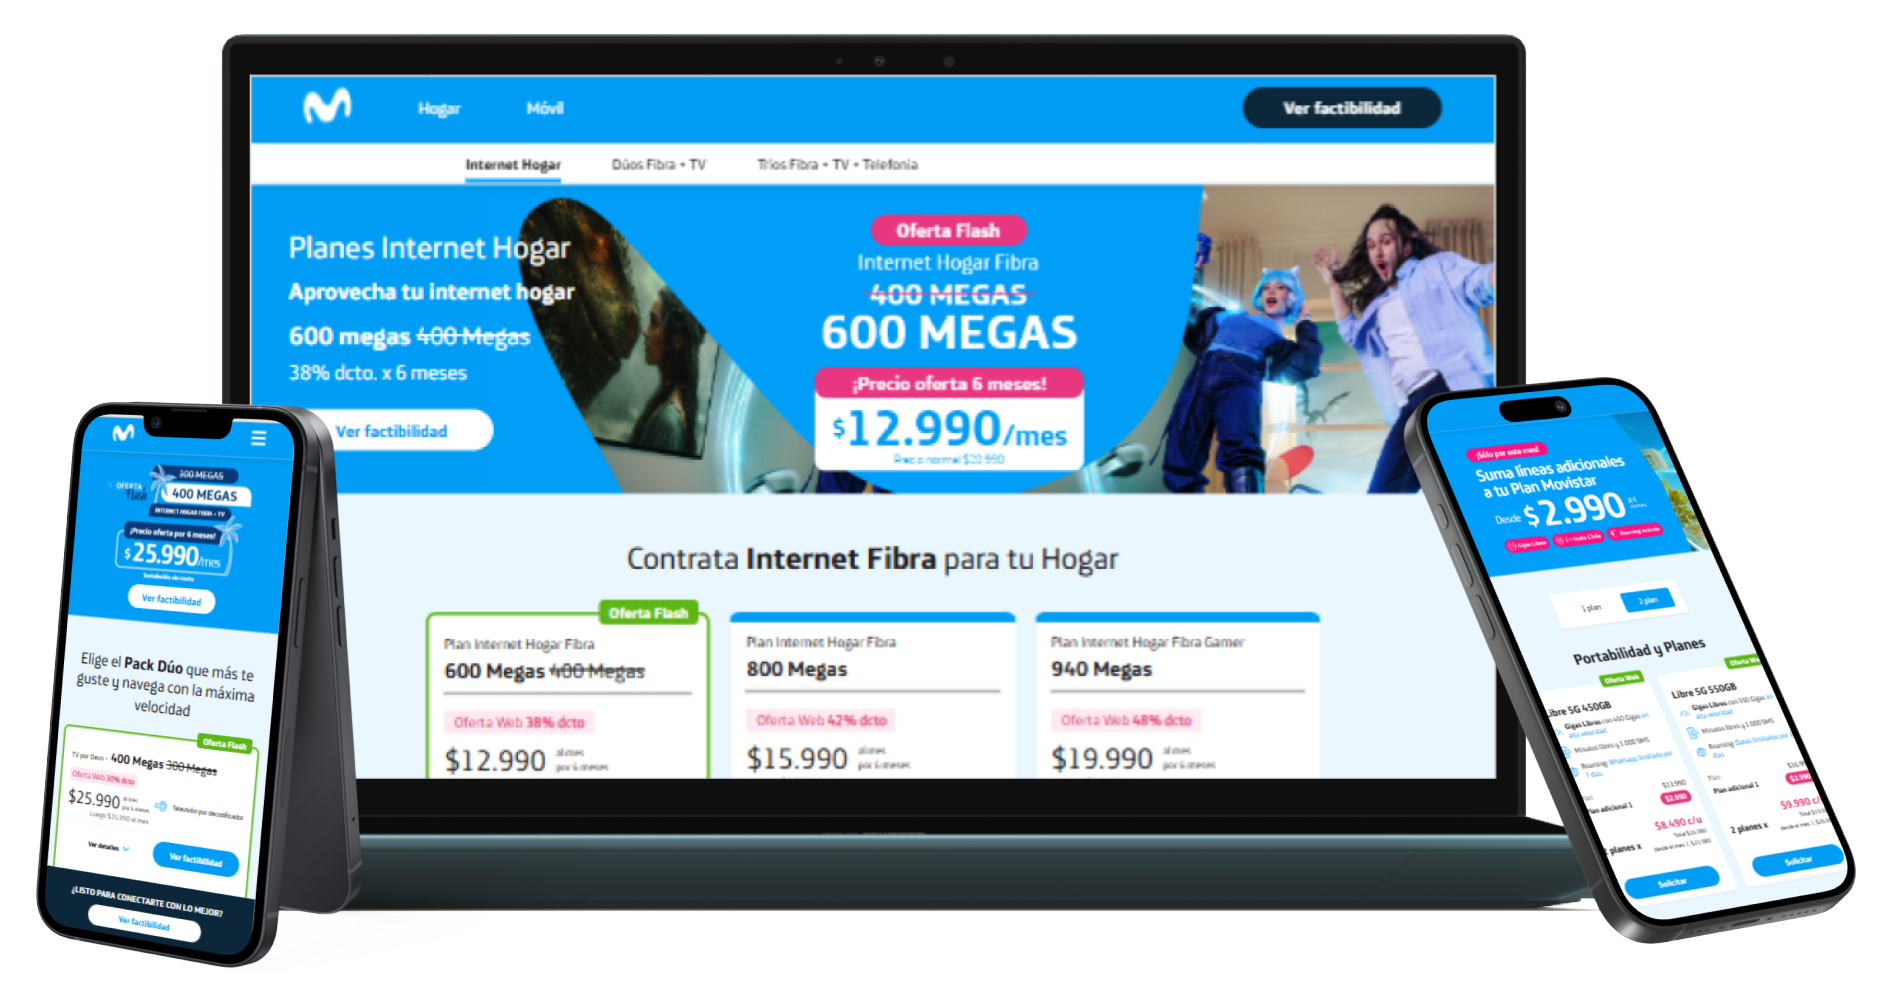 Hogar
Móvil
Ver factibilidad
Internet Hogar
Dúos Fibra + TV
Tríos Fibra + TV + Telefonía
Planes Internet Hogar
Aprovecha tu internet hogar
600 megas 400 Megas
38% dcto. x 6 meses
Ver factibilidad
Oferta Flash
Internet Hogar Fibra
400 MEGAS
600 MEGAS
¡Precio oferta 6 meses!
$12.990/mes
Precio normal $20.990
Contrata Internet Fibra para tu Hogar
Oferta Flash
Plan Internet Hogar Fibra
600 Megas 400 Megas
Oferta Web 38% dcto
$12.990 al mes
por 6 meses
Plan Internet Hogar Fibra
800 Megas
Oferta Web 42% dcto
$15.990 al mes
por 6 meses
Plan Internet Hogar Fibra Gamer
940 Megas
Oferta Web 48% dcto
$19.990 al mes
por 6 meses
300 MEGAS
OFERTA
Flash
400 MEGAS
INTERNET HOGAR FIBRA + TV
¡Precio oferta por 6 meses!
$25.990/mes
Instalación sin costo
Ver factibilidad
Elige el Pack Dúo que más te
guste y navega con la máxima
velocidad
Oferta Flash
TV por Deco + 400 Megas 300 Megas
Oferta Web 30% dcto
$25.990 al mes
por 6 meses
Televisión por decodificador
Luego $35.990 al mes
Ver detalles
Ver factibilidad
¿LISTO PARA CONECTARTE CON LO MEJOR?
Ver factibilidad
¡Sólo por este mes!
Suma líneas adicionales
a tu Plan Movistar
Desde $2.990
Gigas Libres
En todo Chile
Roaming incluido
1 plan
2 plan
Portabilidad y Planes
Oferta Web
Libre 5G 450GB
Gigas Libres con 450 Gigas en
alta velocidad
Minutos libres y 1.000 SMS
Roaming: Whatsapp ilimitado por
7 días
$13.990
Plan adicional 1
$2.990
$8.490 c/u
2 planes x
Solicitar
Oferta We
Libre 5G 550GB
Gigas Libres con 550 Gigas en
alta velocidad
Minutos libres y 1.000 SMS
Roaming: Datos ilimitados por
días
Plan
Plan adicional 1
$2.990
$9.990 c/
2 planes x
Solicitar